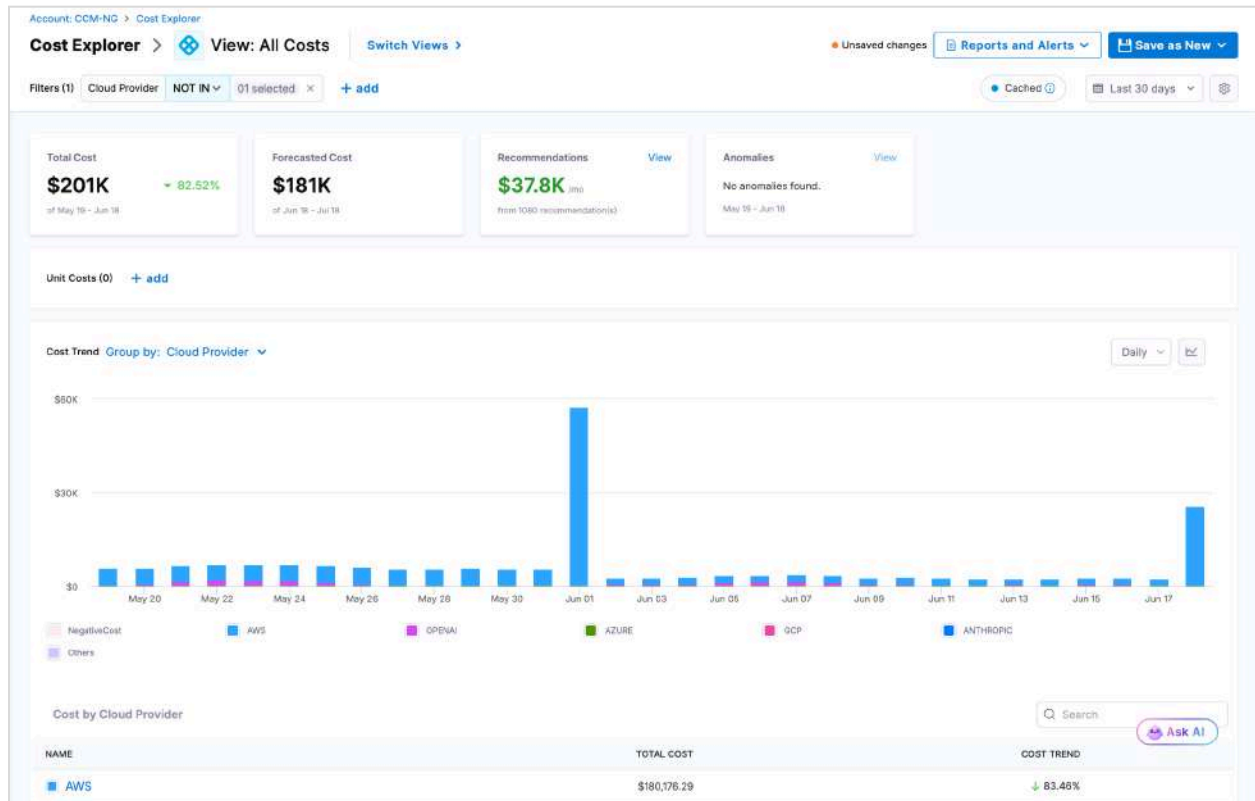 Account: CCM-NG > Cost Explorer
Cost Explorer > View: All Costs Switch Views >
Unsaved changes Reports and Alerts Save as New
Filters (1) Cloud Provider NOT IN 01 selected × + add
Cached Last 30 days
Total Cost
$201K 82.52%
of May 19 - Jun 18
Forecasted Cost
$181K
of Jun 18 - Jul 18
Recommendations View
$37.8K /mo
from 1080 recommendation(s)
Anomalies View
No anomalies found.
May 19 - Jun 18
Unit Costs (0) + add
Cost Trend Group by: Cloud Provider
Daily
$60K
$30K
$0
May 20 May 22 May 24 May 26 May 28 May 30 Jun 01 Jun 03 Jun 05 Jun 07 Jun 09 Jun 11 Jun 13 Jun 15 Jun 17
NegativeCost AWS OPENAI AZURE GCP ANTHROPIC
Others
Cost by Cloud Provider
Search
Ask AI
NAME TOTAL COST COST TREND
AWS $180,176.29 ↓ 83.46%